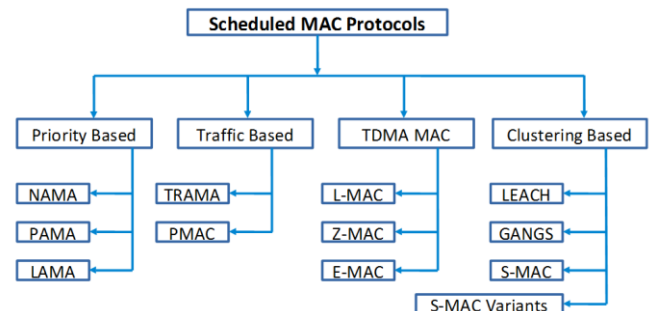 Scheduled MAC Protocols
Priority Based
Traffic Based
TDMA MAC
Clustering Based
NAMA
TRAMA
L-MAC
LEACH
PAMA
PMAC
Z-MAC
GANGS
LAMA
E-MAC
S-MAC
S-MAC Variants